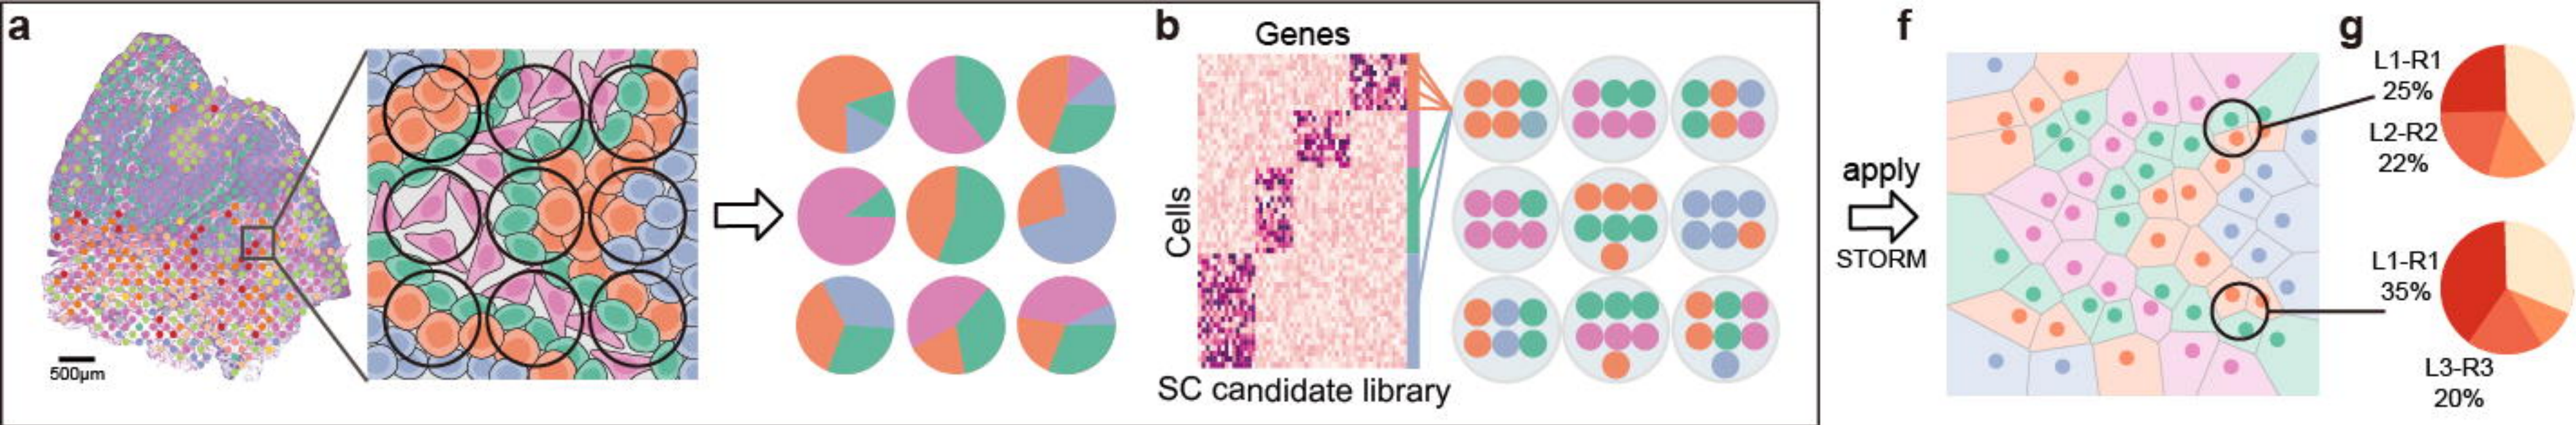 a
500μm
b
Genes
Cells
SC candidate library
apply
STORM
f
g
L1-R1
25%
L2-R2
22%
L1-R1
35%
L3-R3
20%